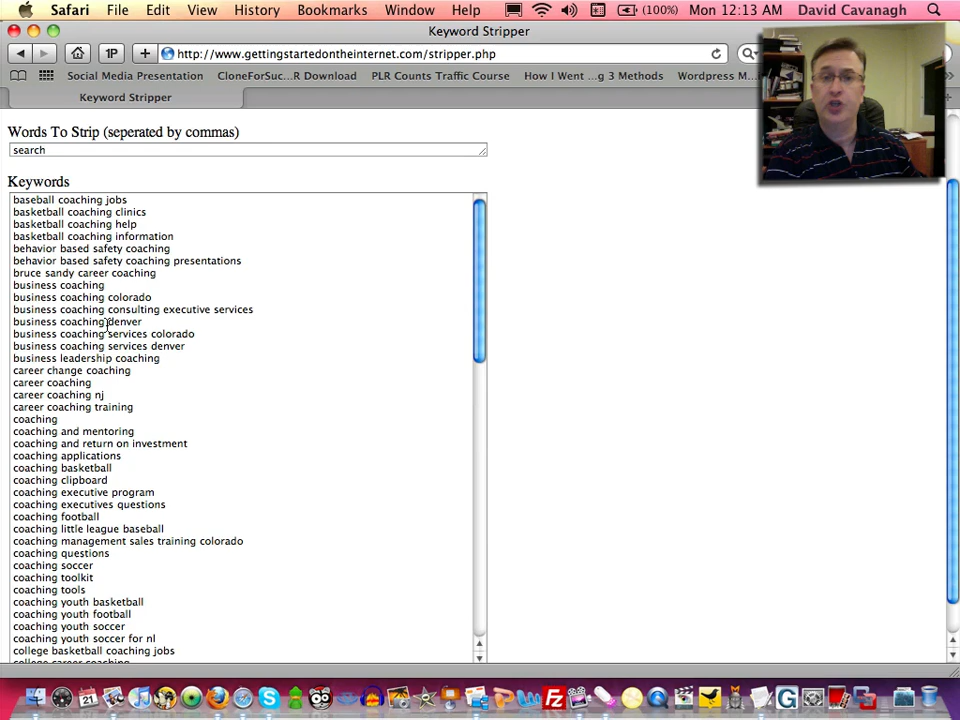 Safari File Edit View History Bookmarks Window Help (100%) Mon 12:13 AM David Cavanagh
Keyword Stripper
1P + http://www.gettingstartedontheinternet.com/stripper.php
Social Media Presentation CloneForSuc...R Download PLR Counts Traffic Course How I Went ...g 3 Methods Wordpress M...
Keyword Stripper
Words To Strip (seperated by commas)
search
Keywords
baseball coaching jobs
basketball coaching clinics
basketball coaching help
basketball coaching information
behavior based safety coaching
behavior based safety coaching presentations
bruce sandy career coaching
business coaching
business coaching colorado
business coaching consulting executive services
business coaching denver
business coaching services colorado
business coaching services denver
business leadership coaching
career change coaching
career coaching
career coaching nj
career coaching training
coaching
coaching and mentoring
coaching and return on investment
coaching applications
coaching basketball
coaching clipboard
coaching executive program
coaching executives questions
coaching football
coaching little league baseball
coaching management sales training colorado
coaching questions
coaching soccer
coaching toolkit
coaching tools
coaching youth basketball
coaching youth football
coaching youth soccer
coaching youth soccer for nl
college basketball coaching jobs
college career coaching